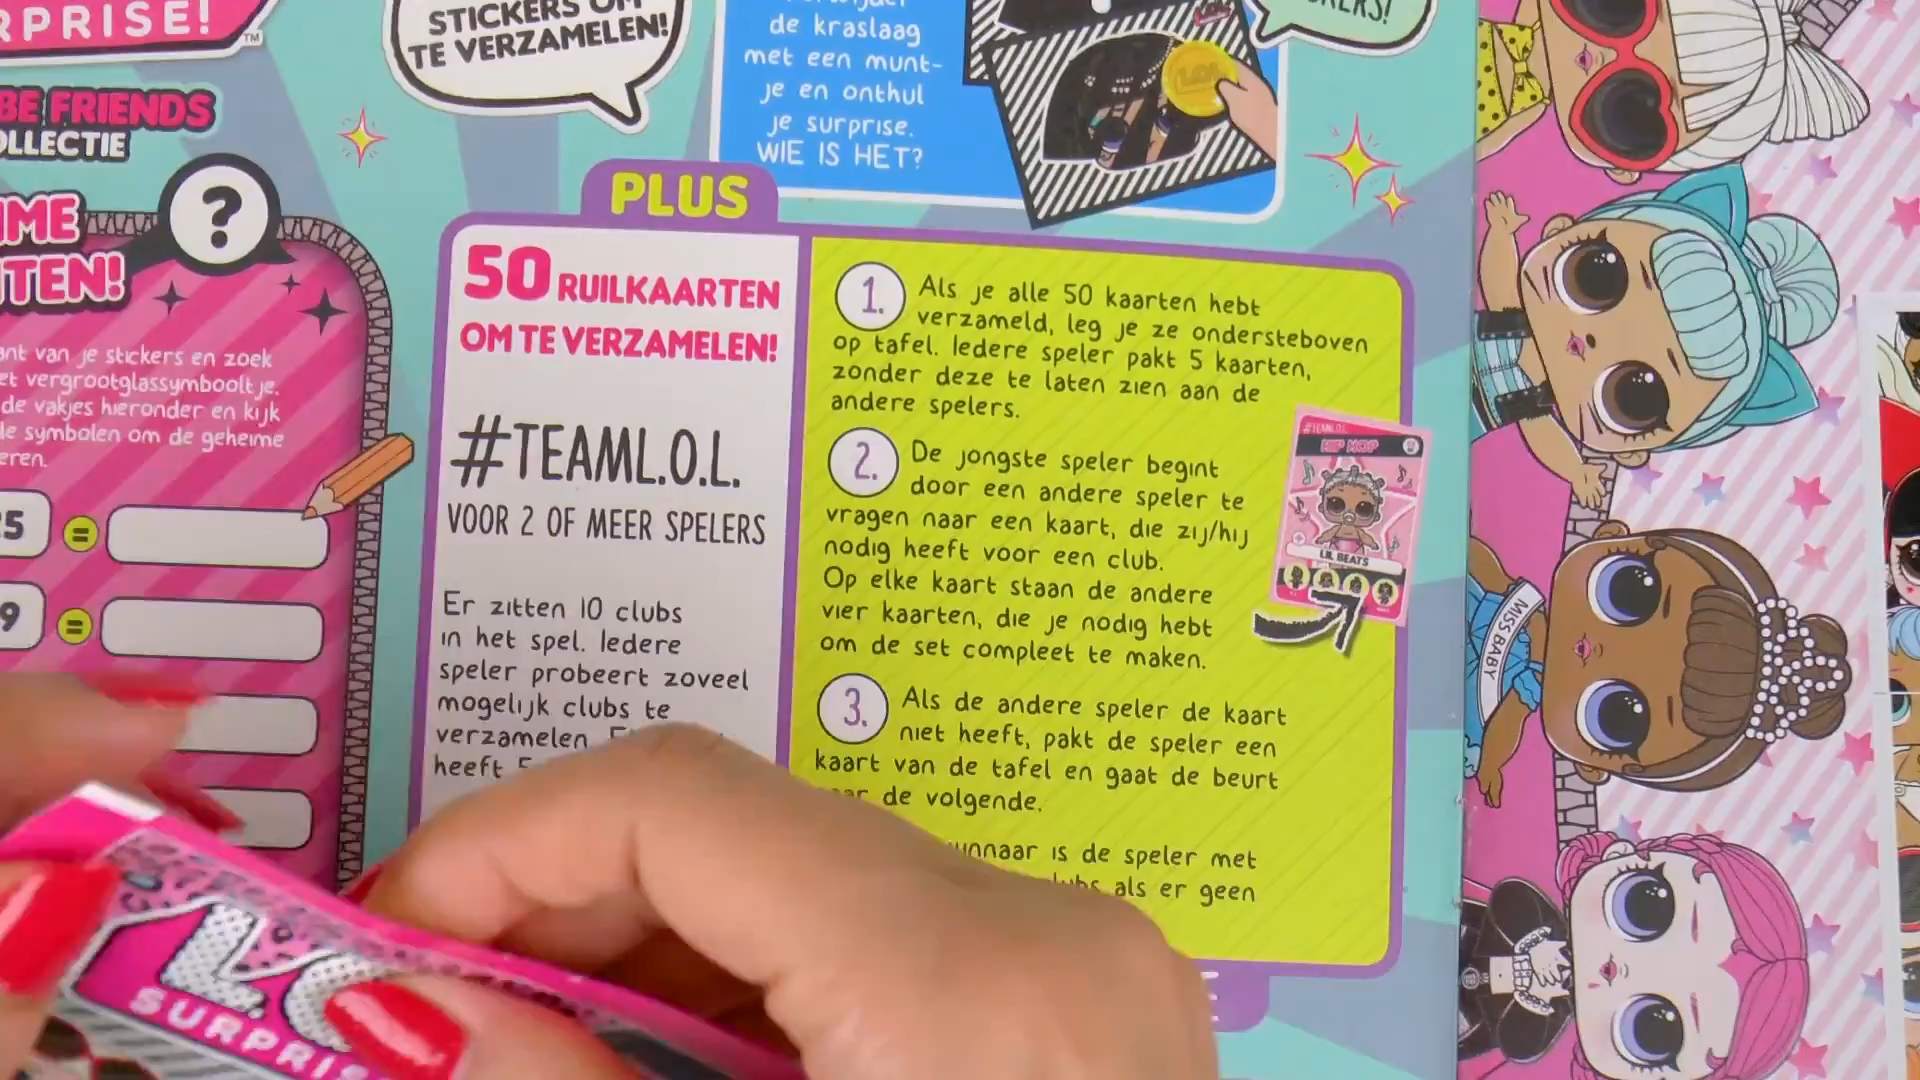 RPRISE!
TM
BE FRIENDS
OLLECTIE
STICKERS OM
TE VERZAMELEN!
de kraslaag
met een munt-
je en onthul
je surprise.
WIE IS HET?
L.O.L.
?
ITEN!
ant van je stickers en zoek
et vergrootglassymbooltje.
de vakjes hieronder en kijk
le symbolen om de geheime
eren.
25 =
9 =
PLUS
50 RUILKAARTEN
OM TE VERZAMELEN!
#TEAML.O.L.
VOOR 2 OF MEER SPELERS
Er zitten 10 clubs
in het spel. Iedere
speler probeert zoveel
mogelijk clubs te
verzamelen.
heeft 5
1. Als je alle 50 kaarten hebt
verzameld, leg je ze ondersteboven
op tafel. Iedere speler pakt 5 kaarten,
zonder deze te laten zien aan de
andere spelers.
2. De jongste speler begint
door een andere speler te
vragen naar een kaart, die zij/hij
nodig heeft voor een club.
Op elke kaart staan de andere
vier kaarten, die je nodig hebt
om de set compleet te maken.
3. Als de andere speler de kaart
niet heeft, pakt de speler een
kaart van de tafel en gaat de beurt
de volgende.
is de speler met
als er geen
#TEAML.O.L.
HIP HOP
LIL BEATS
MISS BABY
L.O
SURPRIS